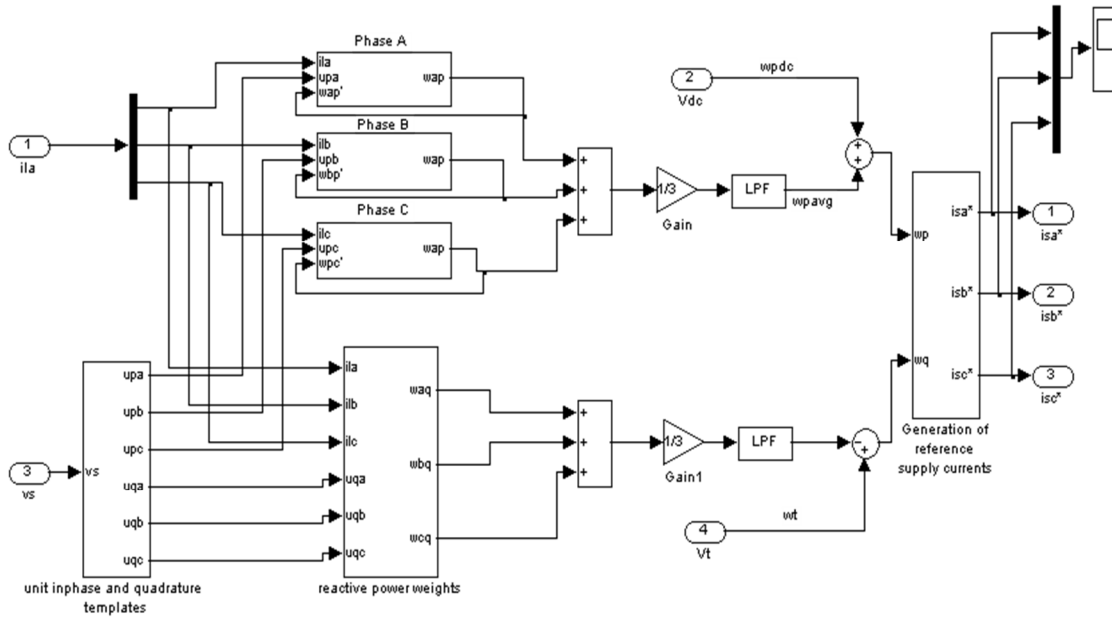 Phase A
ila
upa
wap'
wap
Phase B
ilb
upb
wbp'
wap
Phase C
ilc
upc
wpc'
wap
1
ila
+
+
+
1/3
Gain
LPF
wpavg
2
Vdc
wpdc
+
+
wp
wq
isa*
isb*
isc*
Generation of
reference
supply currents
1
isa*
2
isb*
3
isc*
3
vs
vs
upa
upb
upc
uqa
uqb
uqc
unit inphase and quadrature
templates
ila
ilb
ilc
uqa
uqb
uqc
waq
wbq
wcq
reactive power weights
+
+
+
1/3
Gain1
LPF
−
+
4
Vt
wt